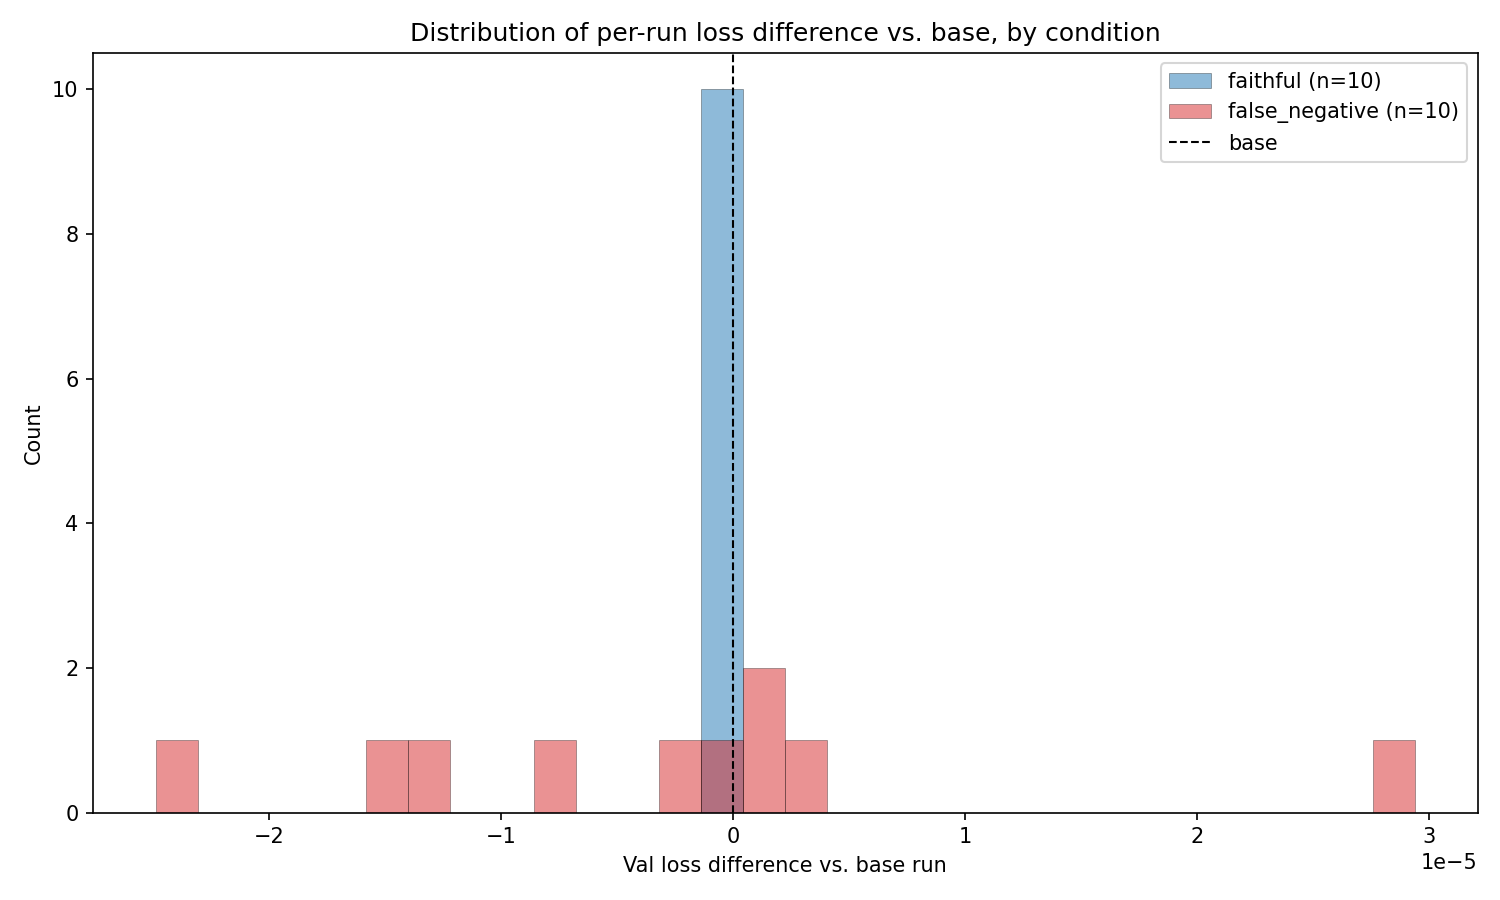 Distribution of per-run loss difference vs. base, by condition
faithful (n=10)
false_negative (n=10)
base
Count
10
8
6
4
2
0
−2
−1
0
1
2
3
1e−5
Val loss difference vs. base run